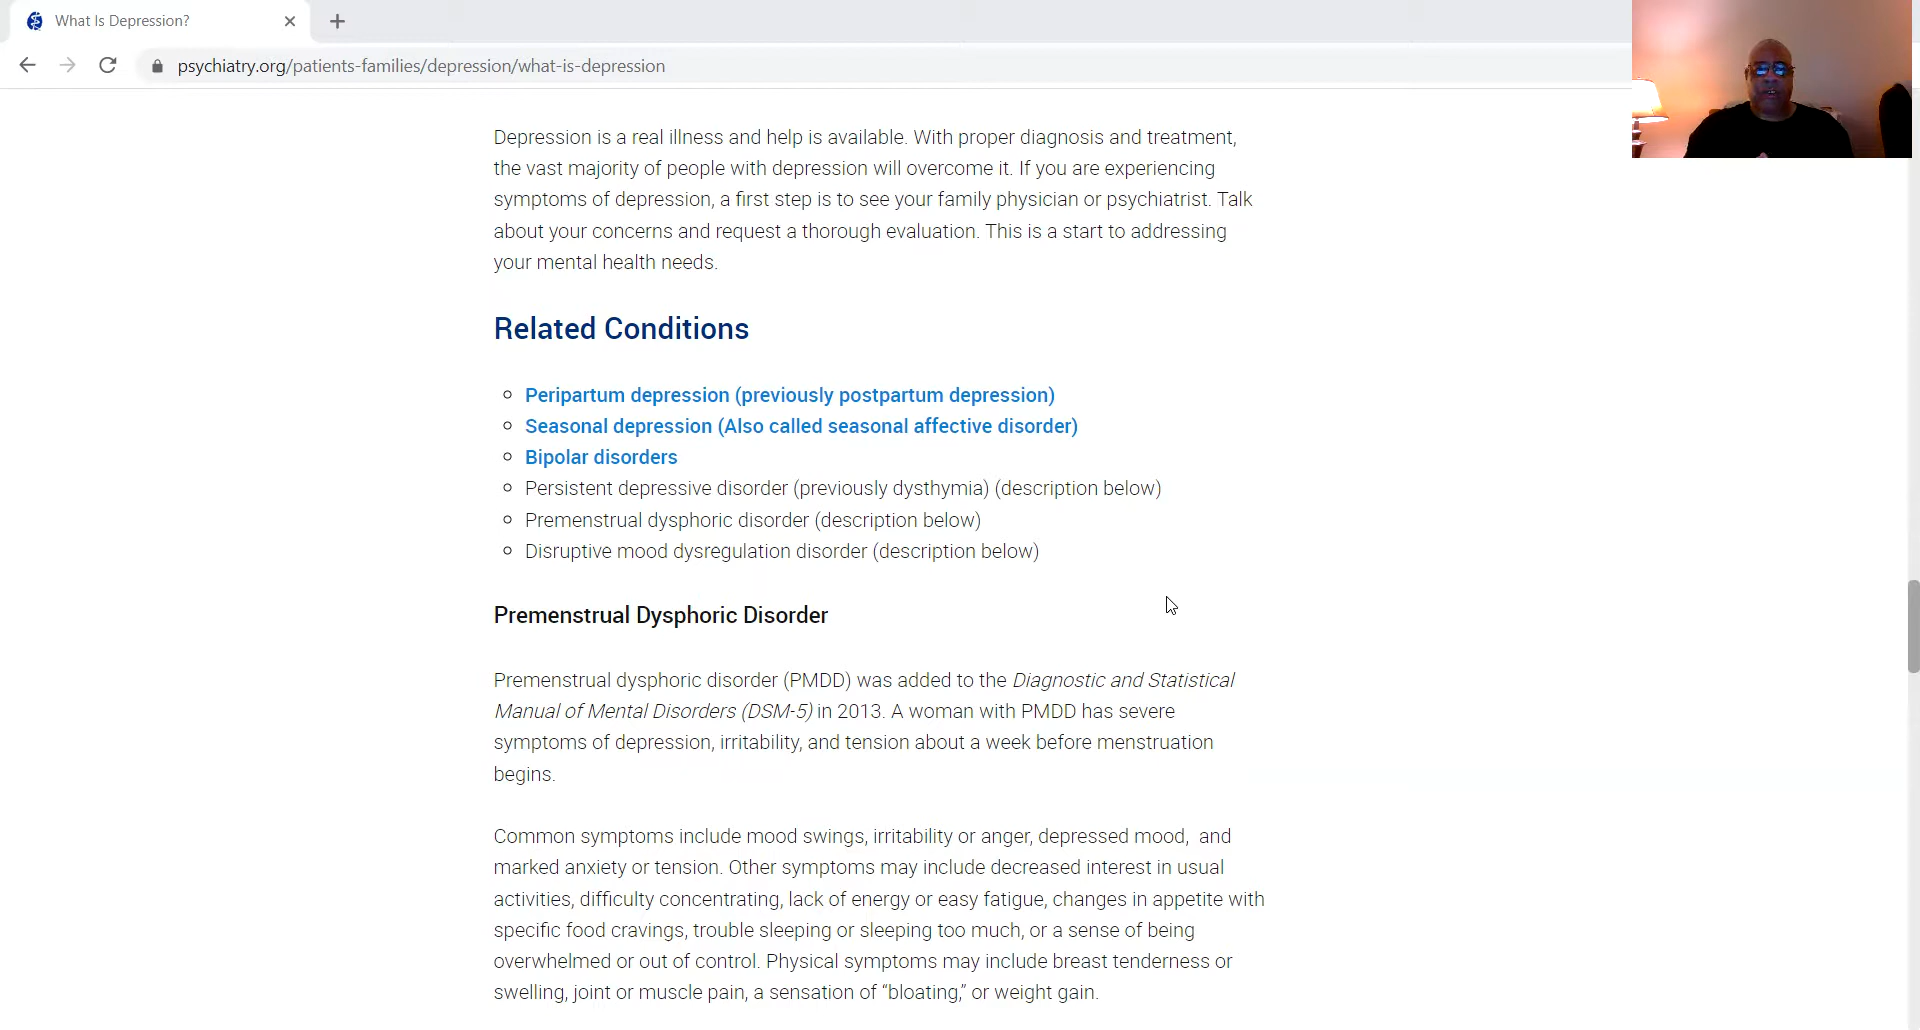 What Is Depression?
psychiatry.org/patients-families/depression/what-is-depression
Depression is a real illness and help is available. With proper diagnosis and treatment,
the vast majority of people with depression will overcome it. If you are experiencing
symptoms of depression, a first step is to see your family physician or psychiatrist. Talk
about your concerns and request a thorough evaluation. This is a start to addressing
your mental health needs.
Related Conditions
Peripartum depression (previously postpartum depression)
Seasonal depression (Also called seasonal affective disorder)
Bipolar disorders
Persistent depressive disorder (previously dysthymia) (description below)
Premenstrual dysphoric disorder (description below)
Disruptive mood dysregulation disorder (description below)
Premenstrual Dysphoric Disorder
Premenstrual dysphoric disorder (PMDD) was added to the Diagnostic and Statistical
Manual of Mental Disorders (DSM-5) in 2013. A woman with PMDD has severe
symptoms of depression, irritability, and tension about a week before menstruation
begins.
Common symptoms include mood swings, irritability or anger, depressed mood,  and
marked anxiety or tension. Other symptoms may include decreased interest in usual
activities, difficulty concentrating, lack of energy or easy fatigue, changes in appetite with
specific food cravings, trouble sleeping or sleeping too much, or a sense of being
overwhelmed or out of control. Physical symptoms may include breast tenderness or
swelling, joint or muscle pain, a sensation of “bloating,” or weight gain.